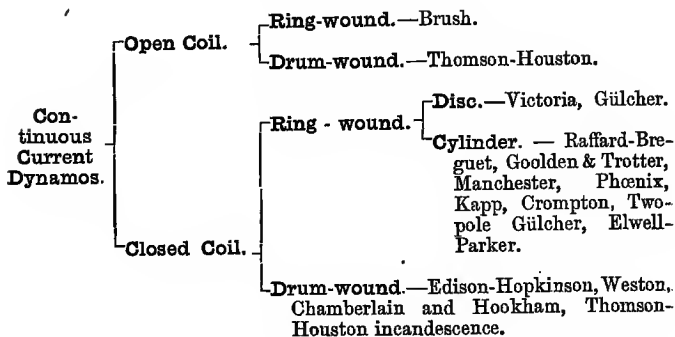 Ring-wound.—Brush.
Open Coil.
Drum-wound.—Thomson-Houston.
Con-
tinuous
Current
Dynamos.
Disc.—Victoria, Gülcher.
Ring - wound.
Cylinder. — Raffard-Bre-
guet, Goolden & Trotter,
Manchester, Phœnix,
Kapp, Crompton, Two-
pole Gülcher, Elwell-
Parker.
Closed Coil.
Drum-wound.—Edison-Hopkinson, Weston,
Chamberlain and Hookham, Thomson-
Houston incandescence.